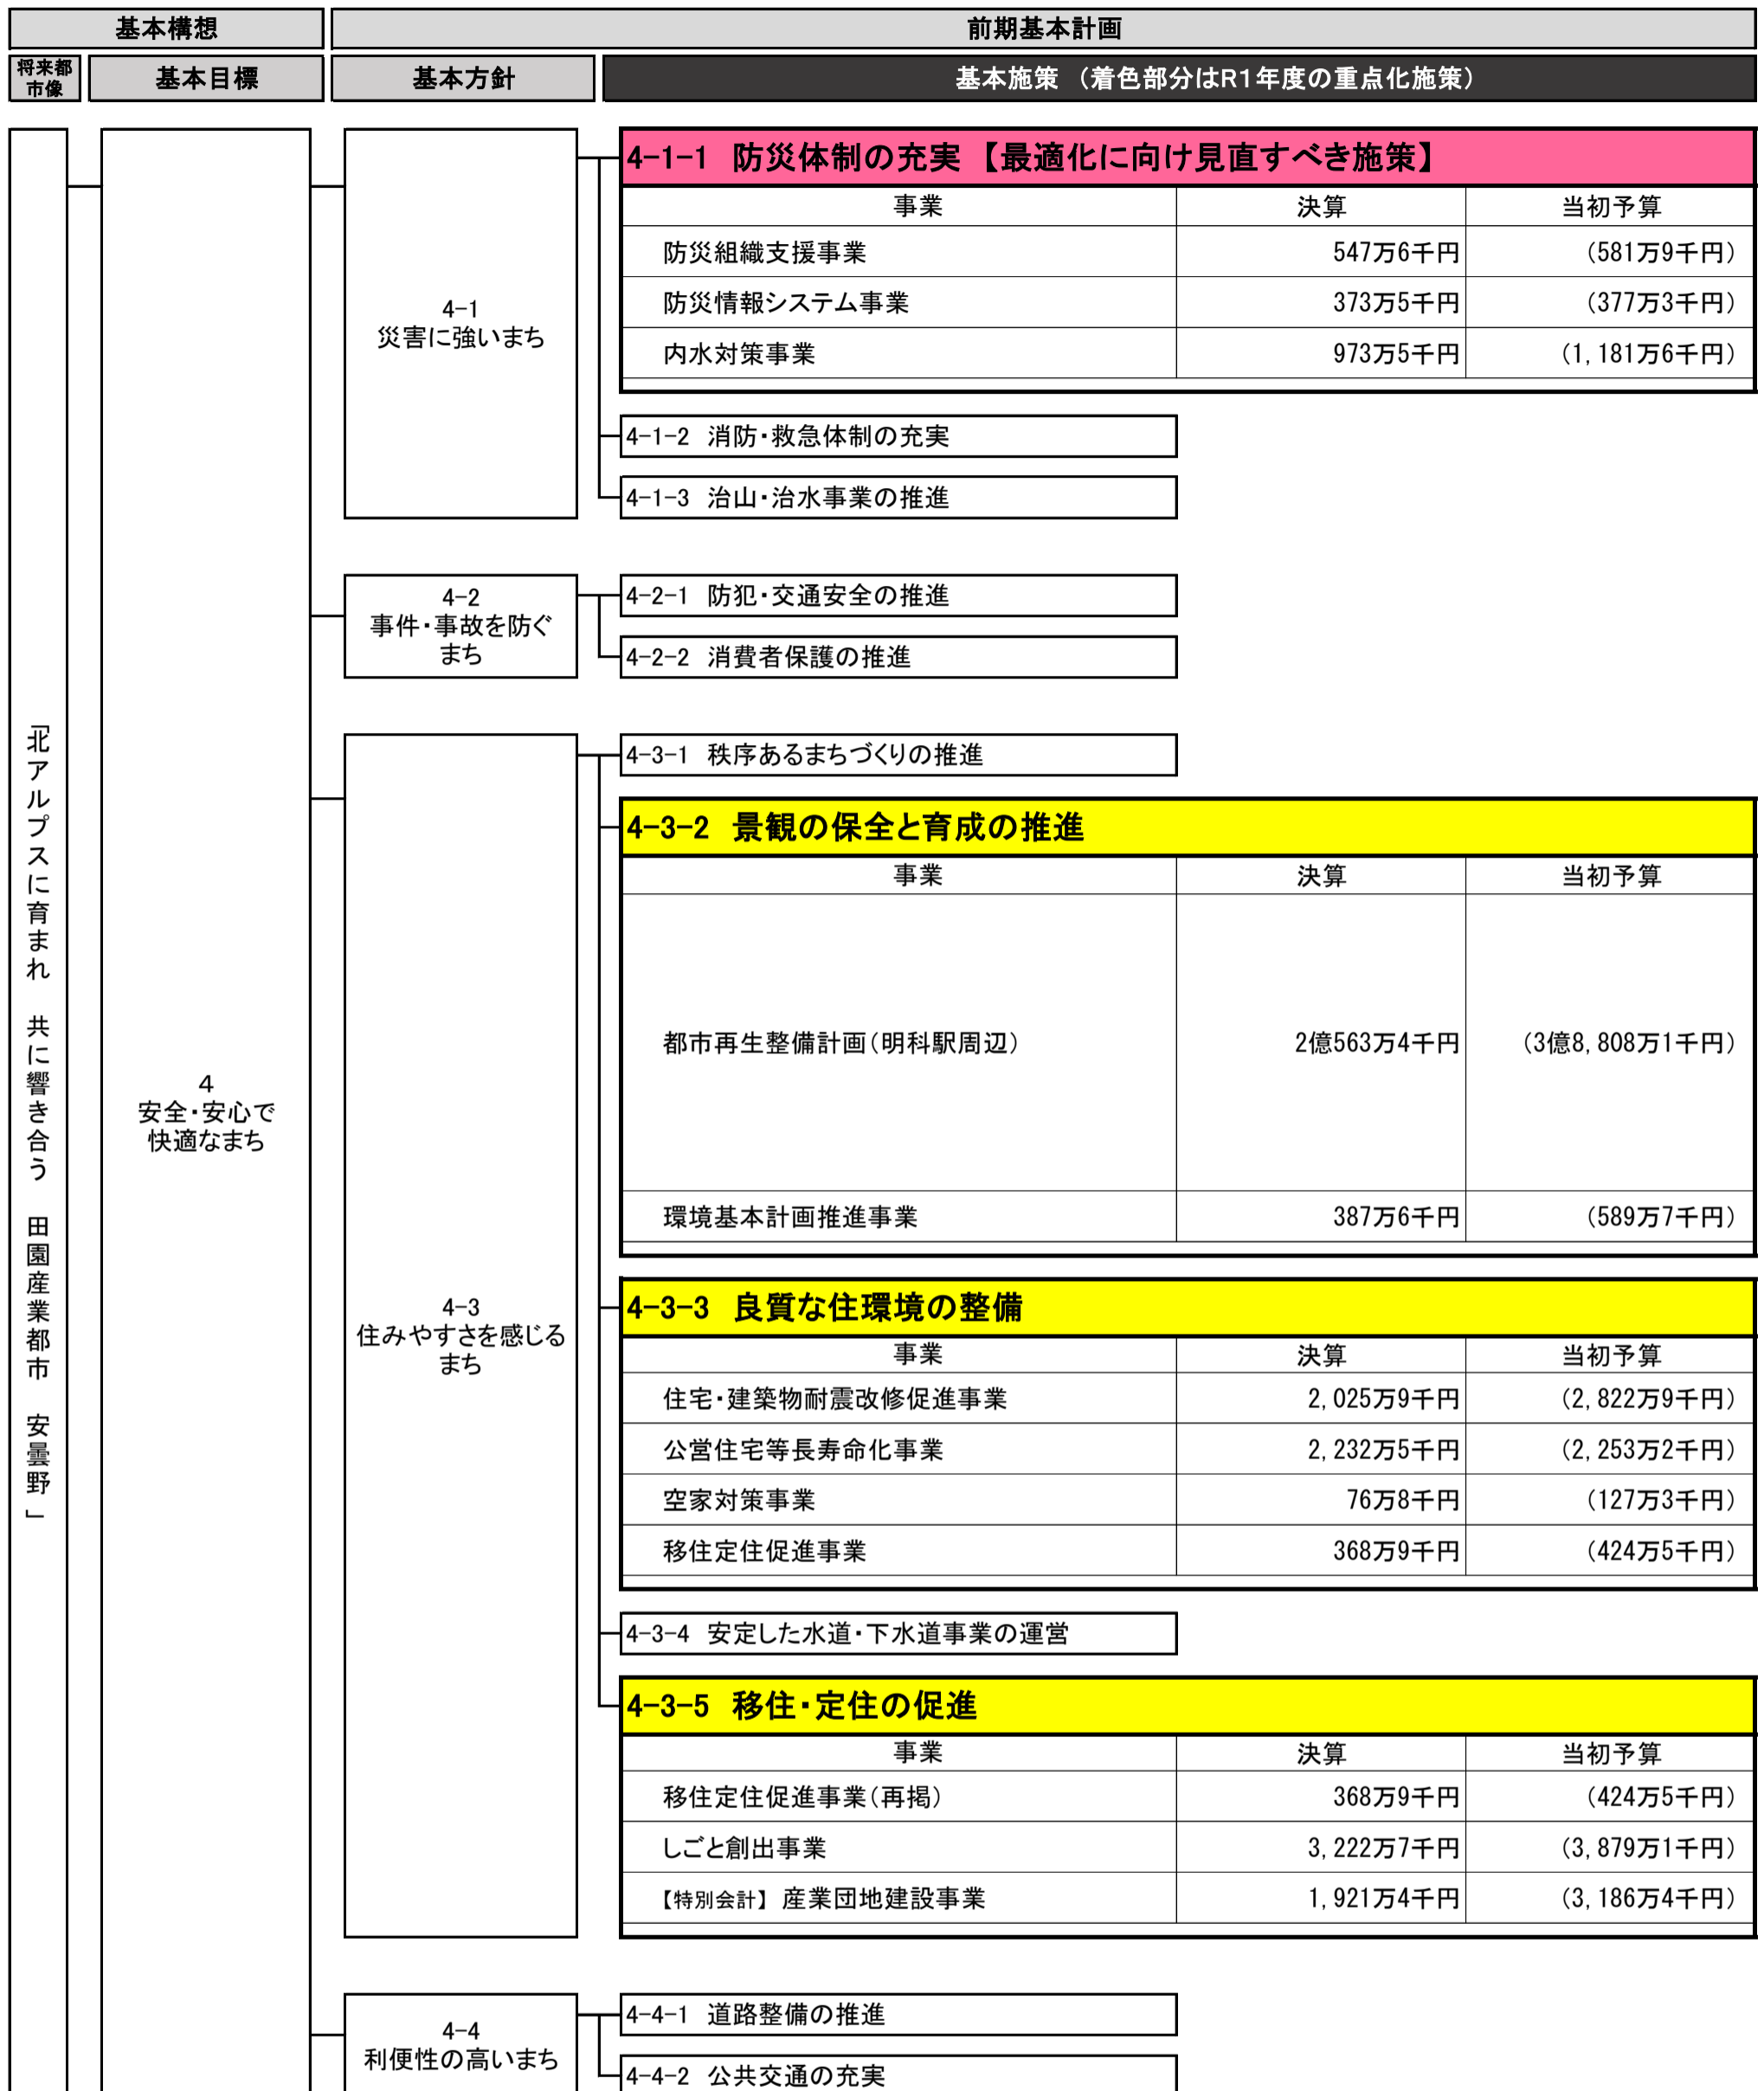 基本構想
前期基本計画
将来都
市像
基本目標
基本方針
基本施策 （着色部分はR1年度の重点化施策）
「北アルプスに育まれ 共に響き合う 田園産業都市 安曇野」
4
安全・安心で
快適なまち
4-1
災害に強いまち
4-1-1 防災体制の充実 【最適化に向け見直すべき施策】
事業 決算 当初予算
防災組織支援事業 547万6千円 (581万9千円)
防災情報システム事業 373万5千円 (377万3千円)
内水対策事業 973万5千円 (1,181万6千円)
4-1-2 消防・救急体制の充実
4-1-3 治山・治水事業の推進
4-2
事件・事故を防ぐ
まち
4-2-1 防犯・交通安全の推進
4-2-2 消費者保護の推進
4-3
住みやすさを感じる
まち
4-3-1 秩序あるまちづくりの推進
4-3-2 景観の保全と育成の推進
事業 決算 当初予算
都市再生整備計画(明科駅周辺) 2億563万4千円 (3億8,808万1千円)
環境基本計画推進事業 387万6千円 (589万7千円)
4-3-3 良質な住環境の整備
事業 決算 当初予算
住宅・建築物耐震改修促進事業 2,025万9千円 (2,822万9千円)
公営住宅等長寿命化事業 2,232万5千円 (2,253万2千円)
空家対策事業 76万8千円 (127万3千円)
移住定住促進事業 368万9千円 (424万5千円)
4-3-4 安定した水道・下水道事業の運営
4-3-5 移住・定住の促進
事業 決算 当初予算
移住定住促進事業(再掲) 368万9千円 (424万5千円)
しごと創出事業 3,222万7千円 (3,879万1千円)
【特別会計】産業団地建設事業 1,921万4千円 (3,186万4千円)
4-4
利便性の高いまち
4-4-1 道路整備の推進
4-4-2 公共交通の充実